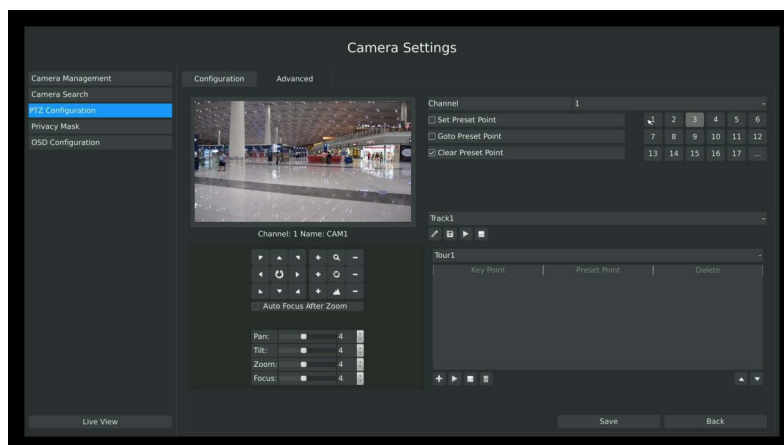 Camera Settings
Camera Management
Camera Search
PTZ Configuration
Privacy Mask
OSD Configuration
Configuration Advanced
Channel 1
Set Preset Point 1 2 3 4 5 6
Goto Preset Point 7 8 9 10 11 12
Clear Preset Point 13 14 15 16 17 ...
Channel: 1 Name: CAM1
Track1
Tour1
Key Point Preset Point Delete
Auto Focus After Zoom
Pan: 4
Tilt: 4
Zoom: 4
Focus: 4
Live View Save Back